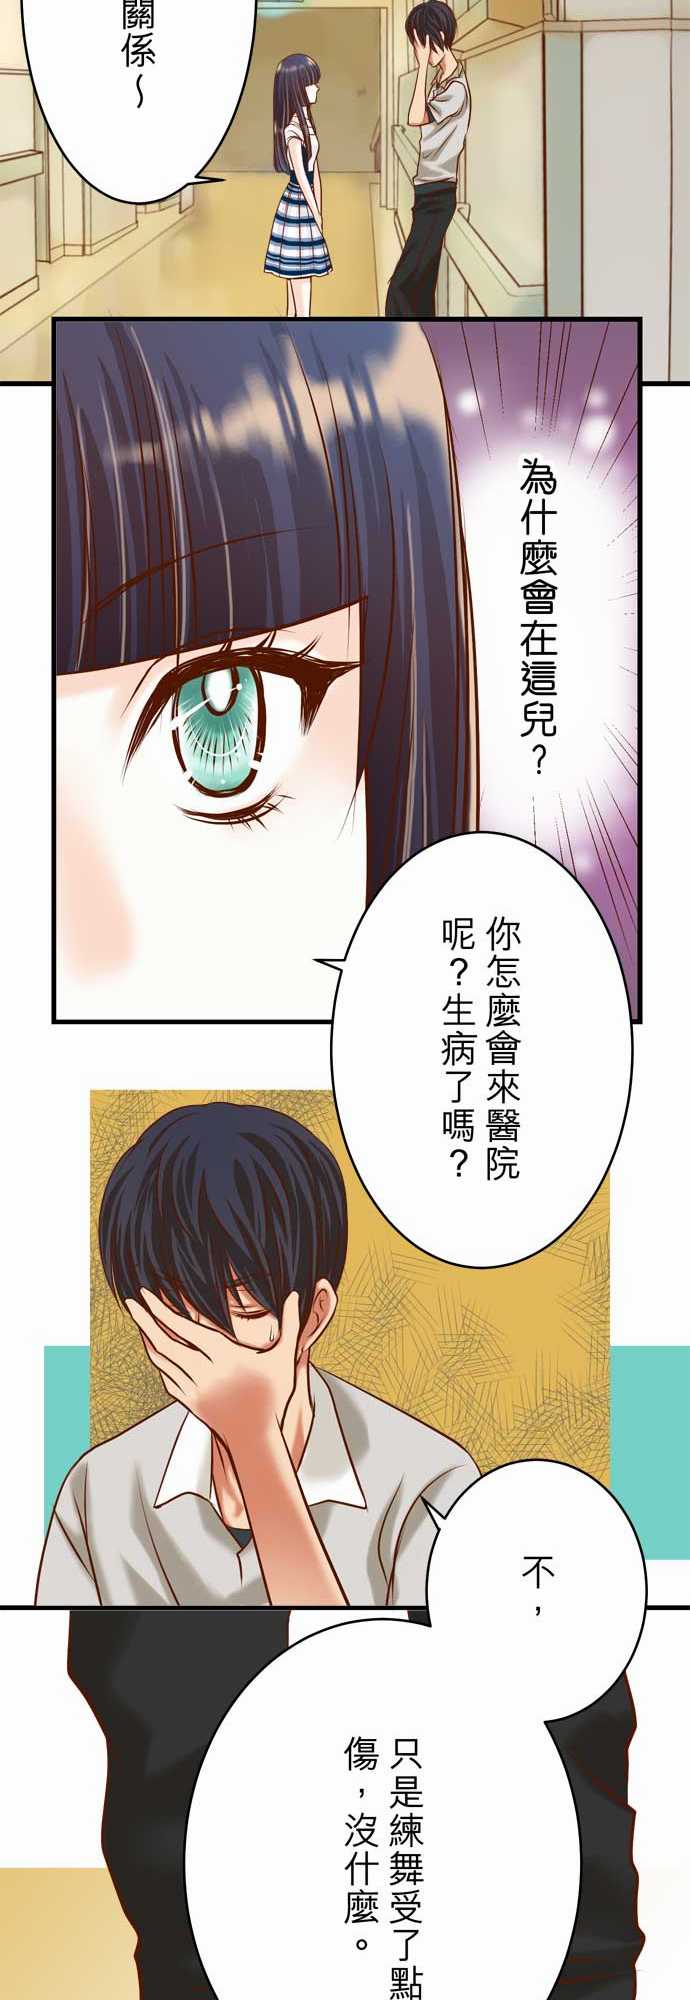 關係～
為什麼會在這兒？
你怎麼會來醫院
呢？生病了嗎？
不，
只是練舞受了點
傷，沒什麼。